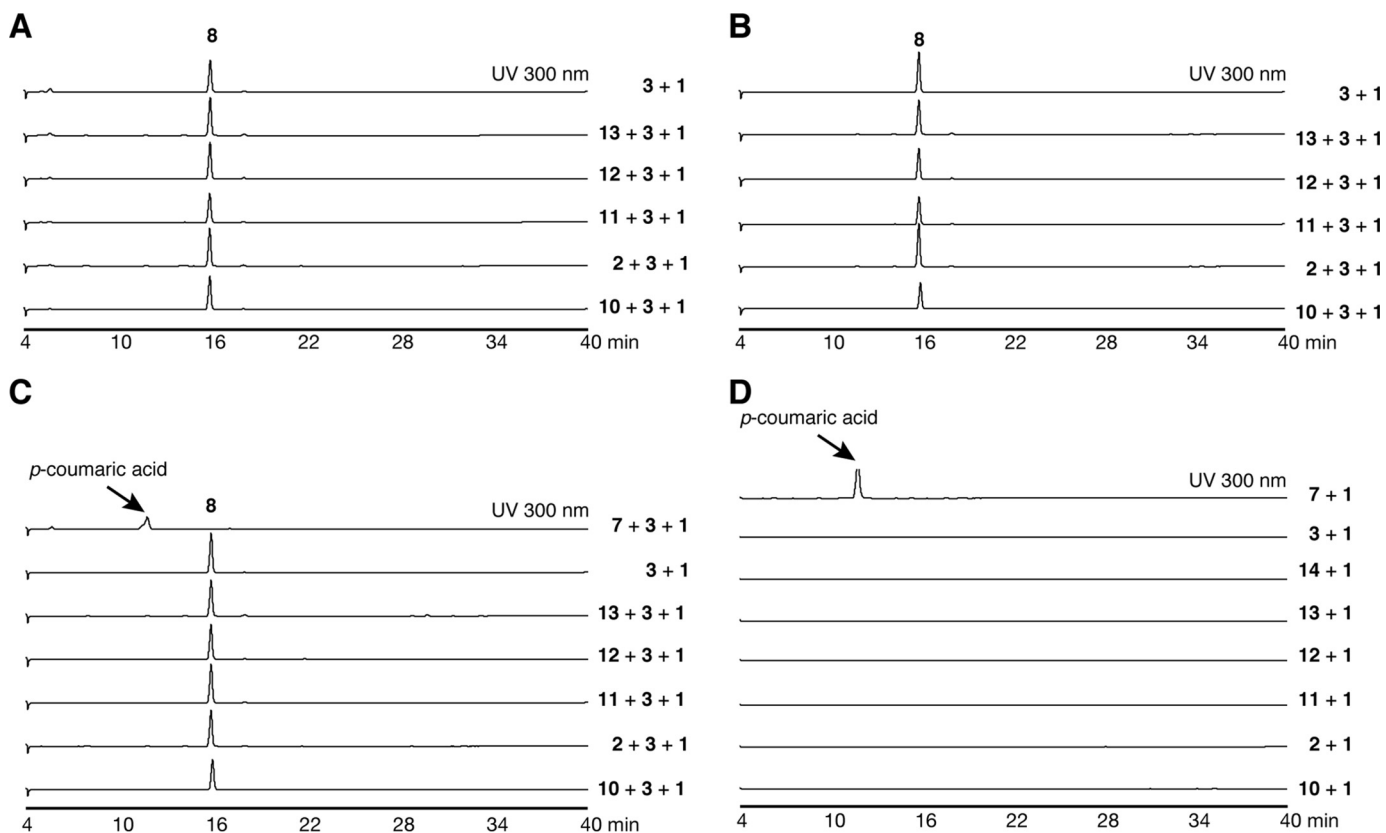 A
8
UV 300 nm
3 + 1
13 + 3 + 1
12 + 3 + 1
11 + 3 + 1
2 + 3 + 1
10 + 3 + 1
4 10 16 22 28 34 40 min
B
8
UV 300 nm
3 + 1
13 + 3 + 1
12 + 3 + 1
11 + 3 + 1
2 + 3 + 1
10 + 3 + 1
4 10 16 22 28 34 40 min
C
p-coumaric acid
8
UV 300 nm
7 + 3 + 1
3 + 1
13 + 3 + 1
12 + 3 + 1
11 + 3 + 1
2 + 3 + 1
10 + 3 + 1
4 10 16 22 28 34 40 min
D
p-coumaric acid
UV 300 nm
7 + 1
3 + 1
14 + 1
13 + 1
12 + 1
11 + 1
2 + 1
10 + 1
4 10 16 22 28 34 40 min